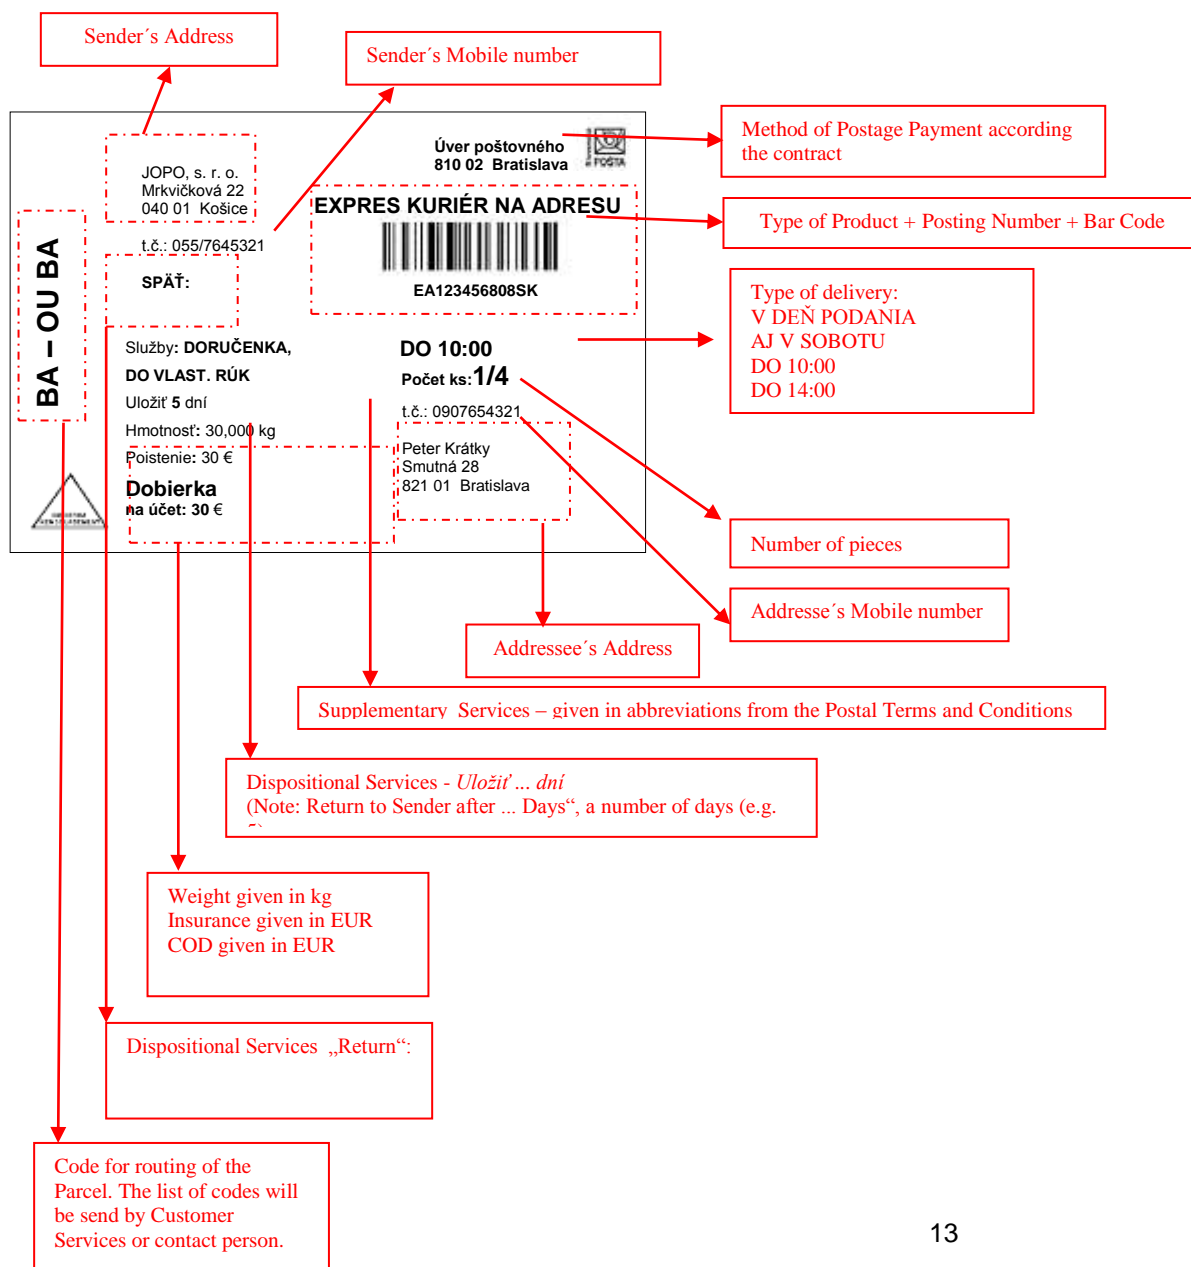 Sender´s Address
Sender´s Mobile number
Method of Postage Payment according
the contract
Úver poštovného
810 02 Bratislava
POŠTA
JOPO, s. r. o.
Mrkvičková 22
040 01 Košice
t.č.: 055/7645321
SPÄŤ:
EXPRES KURIÉR NA ADRESU
EA123456808SK
Type of Product + Posting Number + Bar Code
BA – OU BA
Type of delivery:
V DEŇ PODANIA
AJ V SOBOTU
DO 10:00
DO 14:00
Služby: DORUČENKA,
DO VLAST. RÚK
Uložiť 5 dní
Hmotnosť: 30,000 kg
Poistenie: 30 €
Dobierka
na účet: 30 €
DO 10:00
Počet ks:1/4
t.č.: 0907654321
Peter Krátky
Smutná 28
821 01 Bratislava
Number of pieces
Addresse´s Mobile number
Addressee´s Address
Supplementary Services – given in abbreviations from the Postal Terms and Conditions
Dispositional Services - Uložiť ... dní
(Note: Return to Sender after ... Days“, a number of days (e.g.
Weight given in kg
Insurance given in EUR
COD given in EUR
Dispositional Services „Return“:
Code for routing of the
Parcel. The list of codes will
be send by Customer
Services or contact person.
13